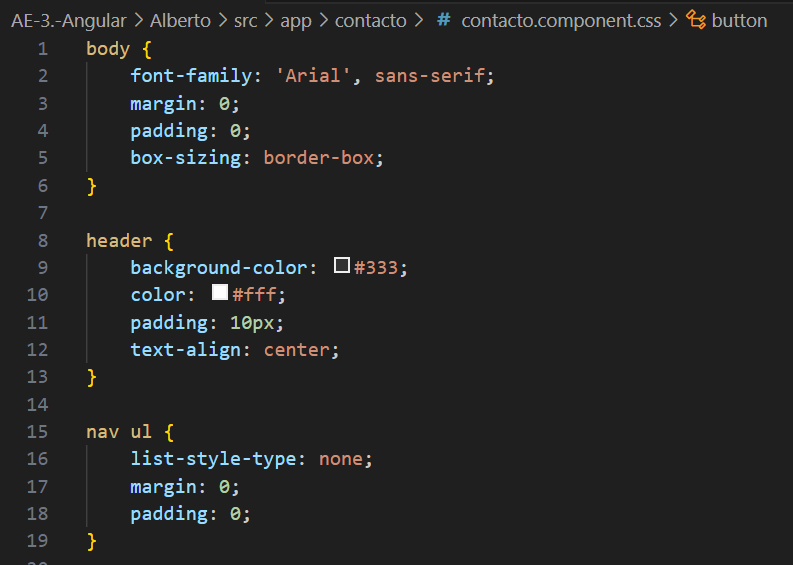 AE-3.-Angular > Alberto > src > app > contacto > # contacto.component.css > button
1 body {
2 font-family: 'Arial', sans-serif;
3 margin: 0;
4 padding: 0;
5 box-sizing: border-box;
6 }
7
8 header {
9 background-color: #333;
10 color: #fff;
11 padding: 10px;
12 text-align: center;
13 }
14
15 nav ul {
16 list-style-type: none;
17 margin: 0;
18 padding: 0;
19 }